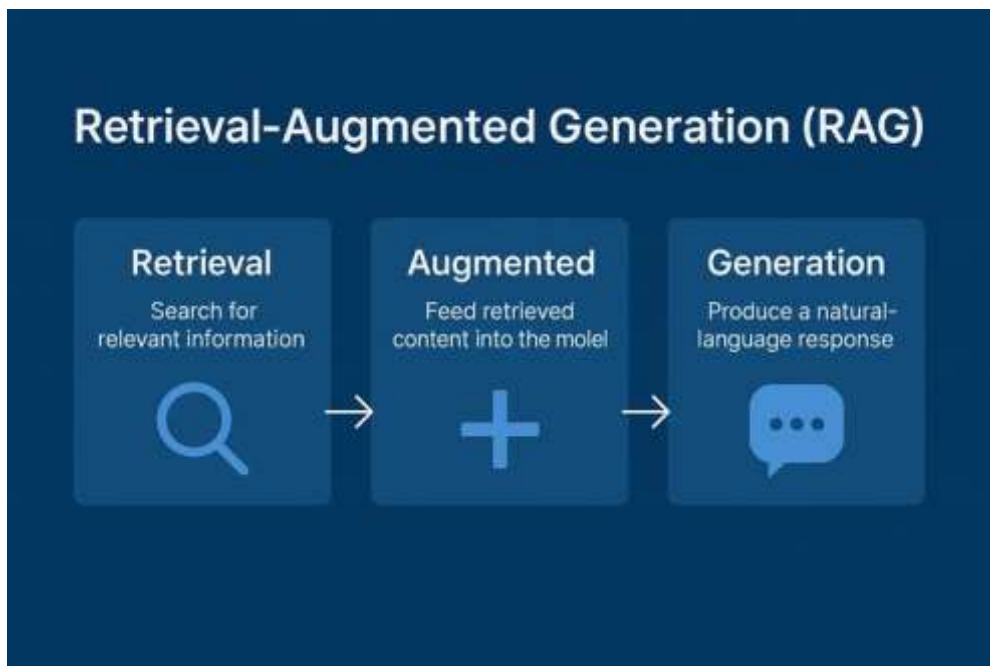 Retrieval-Augmented Generation (RAG)
Retrieval
Search for
relevant information
Augmented
Feed retrieved
content into the molel
Generation
Produce a natural-
language response